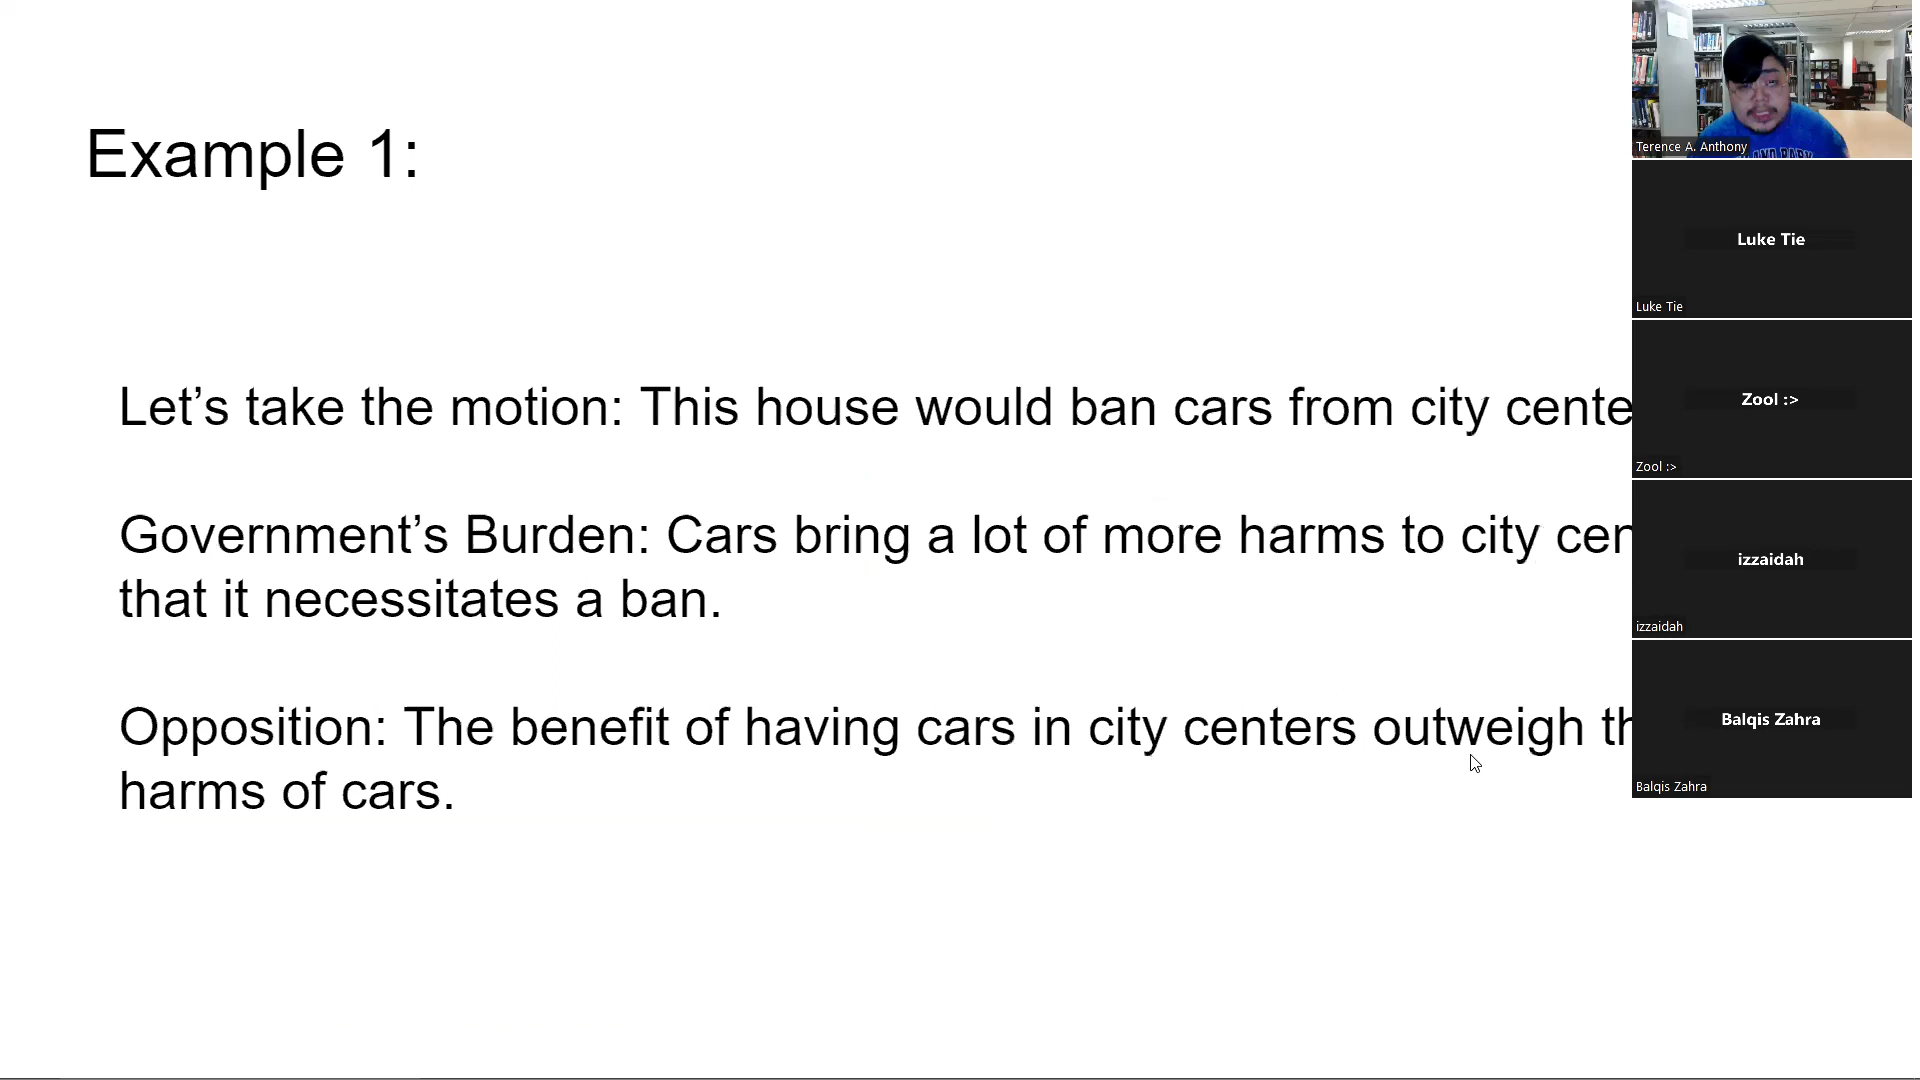 Example 1:
Let’s take the motion: This house would ban cars from city cente
Government’s Burden: Cars bring a lot of more harms to city cen
that it necessitates a ban.
Opposition: The benefit of having cars in city centers outweigh th
harms of cars.
Terence A. Anthony
Luke Tie
Luke Tie
Zool :>
Zool :>
izzaidah
izzaidah
Balqis Zahra
Balqis Zahra